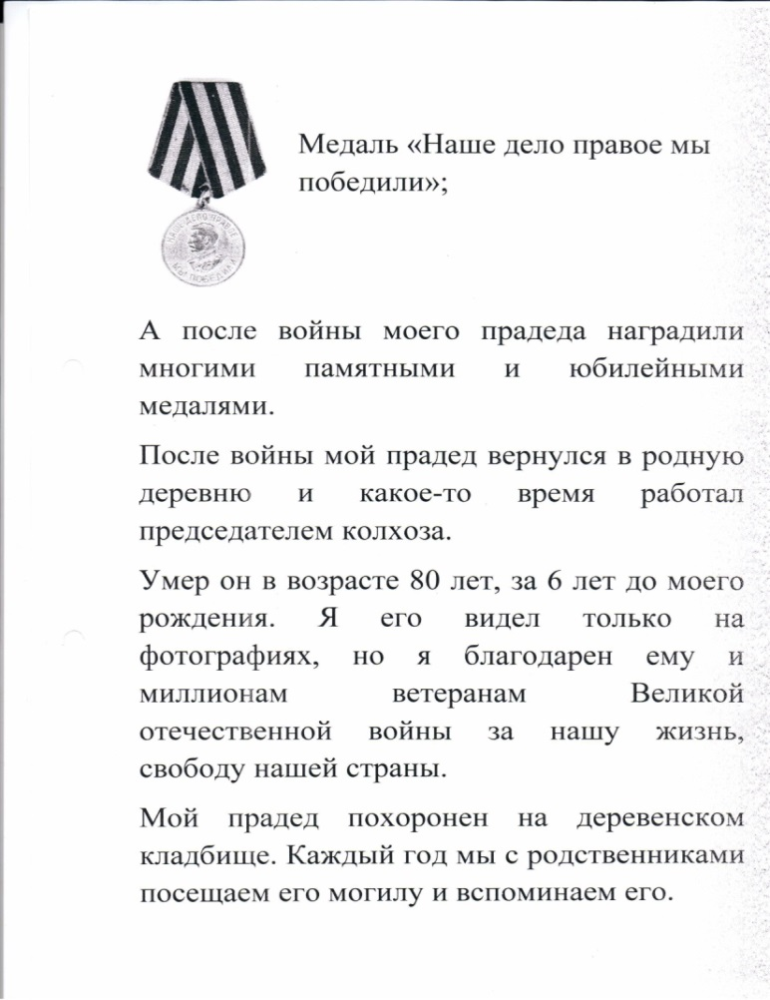 Медаль «Наше дело правое мы
победили»;
НАШЕ ДЕЛО ПРАВОЕ
МЫ ПОБЕДИЛИ
А после войны моего прадеда наградили
многими памятными и юбилейными
медалями.
После войны мой прадед вернулся в родную
деревню и какое-то время работал
председателем колхоза.
Умер он в возрасте 80 лет, за 6 лет до моего
рождения. Я его видел только на
фотографиях, но я благодарен ему и
миллионам ветеранам Великой
отечественной войны за нашу жизнь,
свободу нашей страны.
Мой прадед похоронен на деревенском
кладбище. Каждый год мы с родственниками
посещаем его могилу и вспоминаем его.